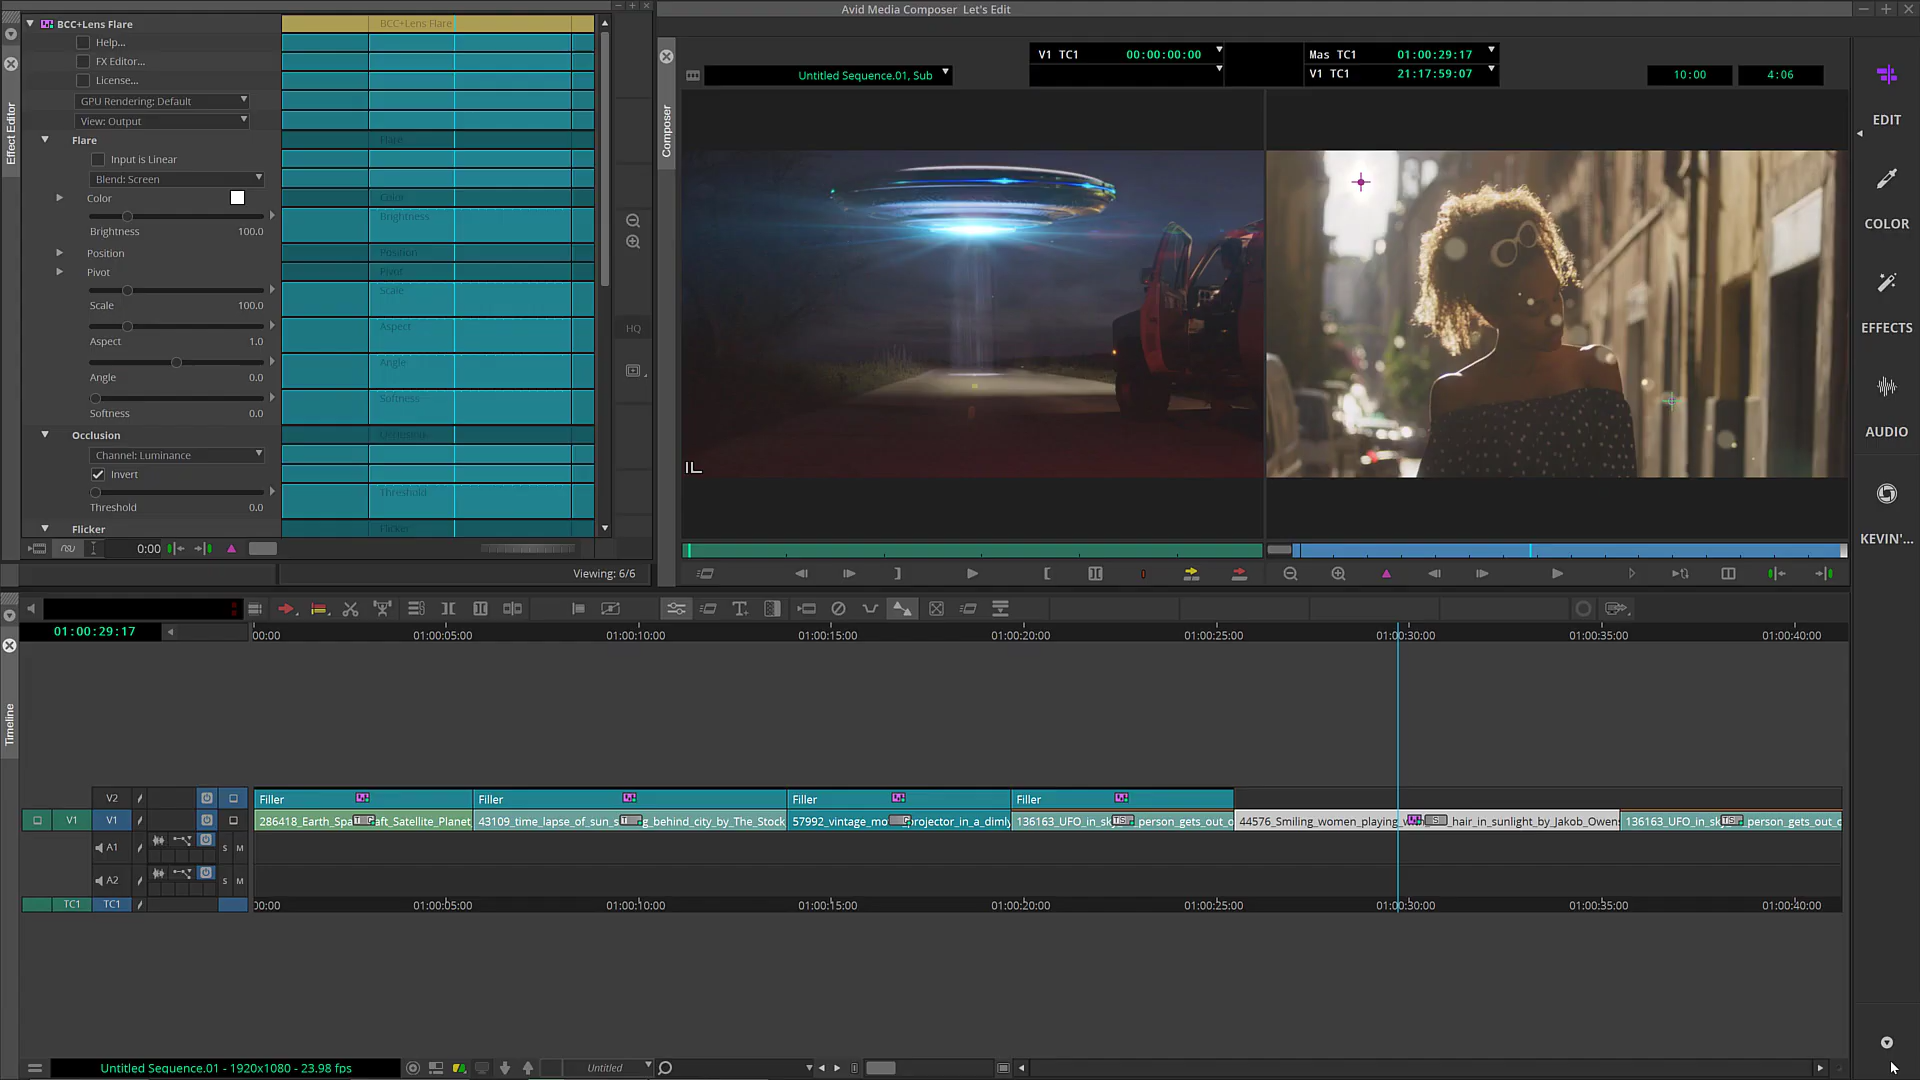 Avid Media Composer  Let's Edit
BCC+Lens Flare
BCC+Lens Flare
Help...
FX Editor...
License...
GPU Rendering: Default
View: Output
Flare
Flare
Input is Linear
Blend: Screen
Color
Color
Brightness
Brightness 100.0
Position
Position
Pivot
Pivot
Scale
Scale 100.0
Aspect
Aspect 1.0
Angle
Angle 0.0
Softness
Softness 0.0
Occlusion
Occlusion
Channel: Luminance
Invert
Threshold
Threshold 0.0
Flicker
Flicker
0:00
Viewing: 6/6
Effect Editor
HQ
Composer
Untitled Sequence.01, Sub
V1 TC1 00:00:00:00
Mas TC1 01:00:29:17
V1 TC1 21:17:59:07
10:00
4:06
EDIT
COLOR
EFFECTS
AUDIO
KEVIN'...
Timeline
01:00:29:17
00:00 01:00:05:00 01:00:10:00 01:00:15:00 01:00:20:00 01:00:25:00 01:00:30:00 01:00:35:00 01:00:40:00
V2 Filler Filler Filler Filler
V1 V1 286418_Earth_Spa aft_Satellite_Planet 43109_time_lapse_of_sun_s g_behind_city_by_The_Stock 57992_vintage_mo projector_in_a_dimly 136163_UFO_in_sk person_gets_out_o 44576_Smiling_women_playing_w _hair_in_sunlight_by_Jakob_Owens 136163_UFO_in_sk person_gets_out_o
A1 S M
A2 S M
TC1 TC1 00:00 01:00:05:00 01:00:10:00 01:00:15:00 01:00:20:00 01:00:25:00 01:00:30:00 01:00:35:00 01:00:40:00
Untitled Sequence.01 - 1920x1080 - 23.98 fps
Untitled